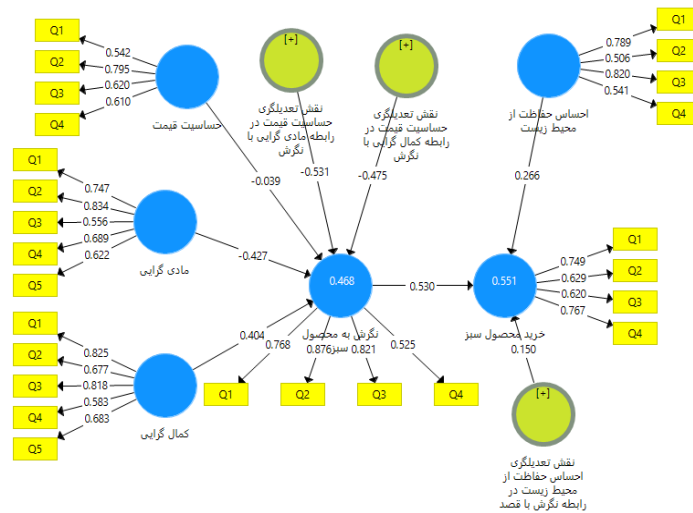 Q1
Q2
Q3
Q4
0.542
0.795
0.620
0.610
حساسیت قیمت
[+]
نقش تعدیلگری
حساسیت قیمت در
رابطه مادی گرایی با
نگرش
[+]
نقش تعدیلگری
حساسیت قیمت در
رابطه کمال گرایی با
نگرش
Q1
Q2
Q3
Q4
0.789
0.506
0.820
0.541
احساس حفاظت از
محیط زیست
-0.039
-0.531
-0.475
0.266
Q1
Q2
Q3
Q4
Q5
0.747
0.834
0.556
0.689
0.622
مادی گرایی
-0.427
0.468
0.530
0.551
Q1
Q2
Q3
Q4
0.749
0.629
0.620
0.767
نگرش به محصول
سبز
خرید محصول سبز
0.150
0.404
Q1
Q2
Q3
Q4
Q5
0.825
0.677
0.818
0.583
0.683
کمال گرایی
0.768
0.876
0.821
0.525
Q1
Q2
Q3
Q4
[+]
نقش تعدیلگری
احساس حفاظت از
محیط زیست در
رابطه نگرش با قصد